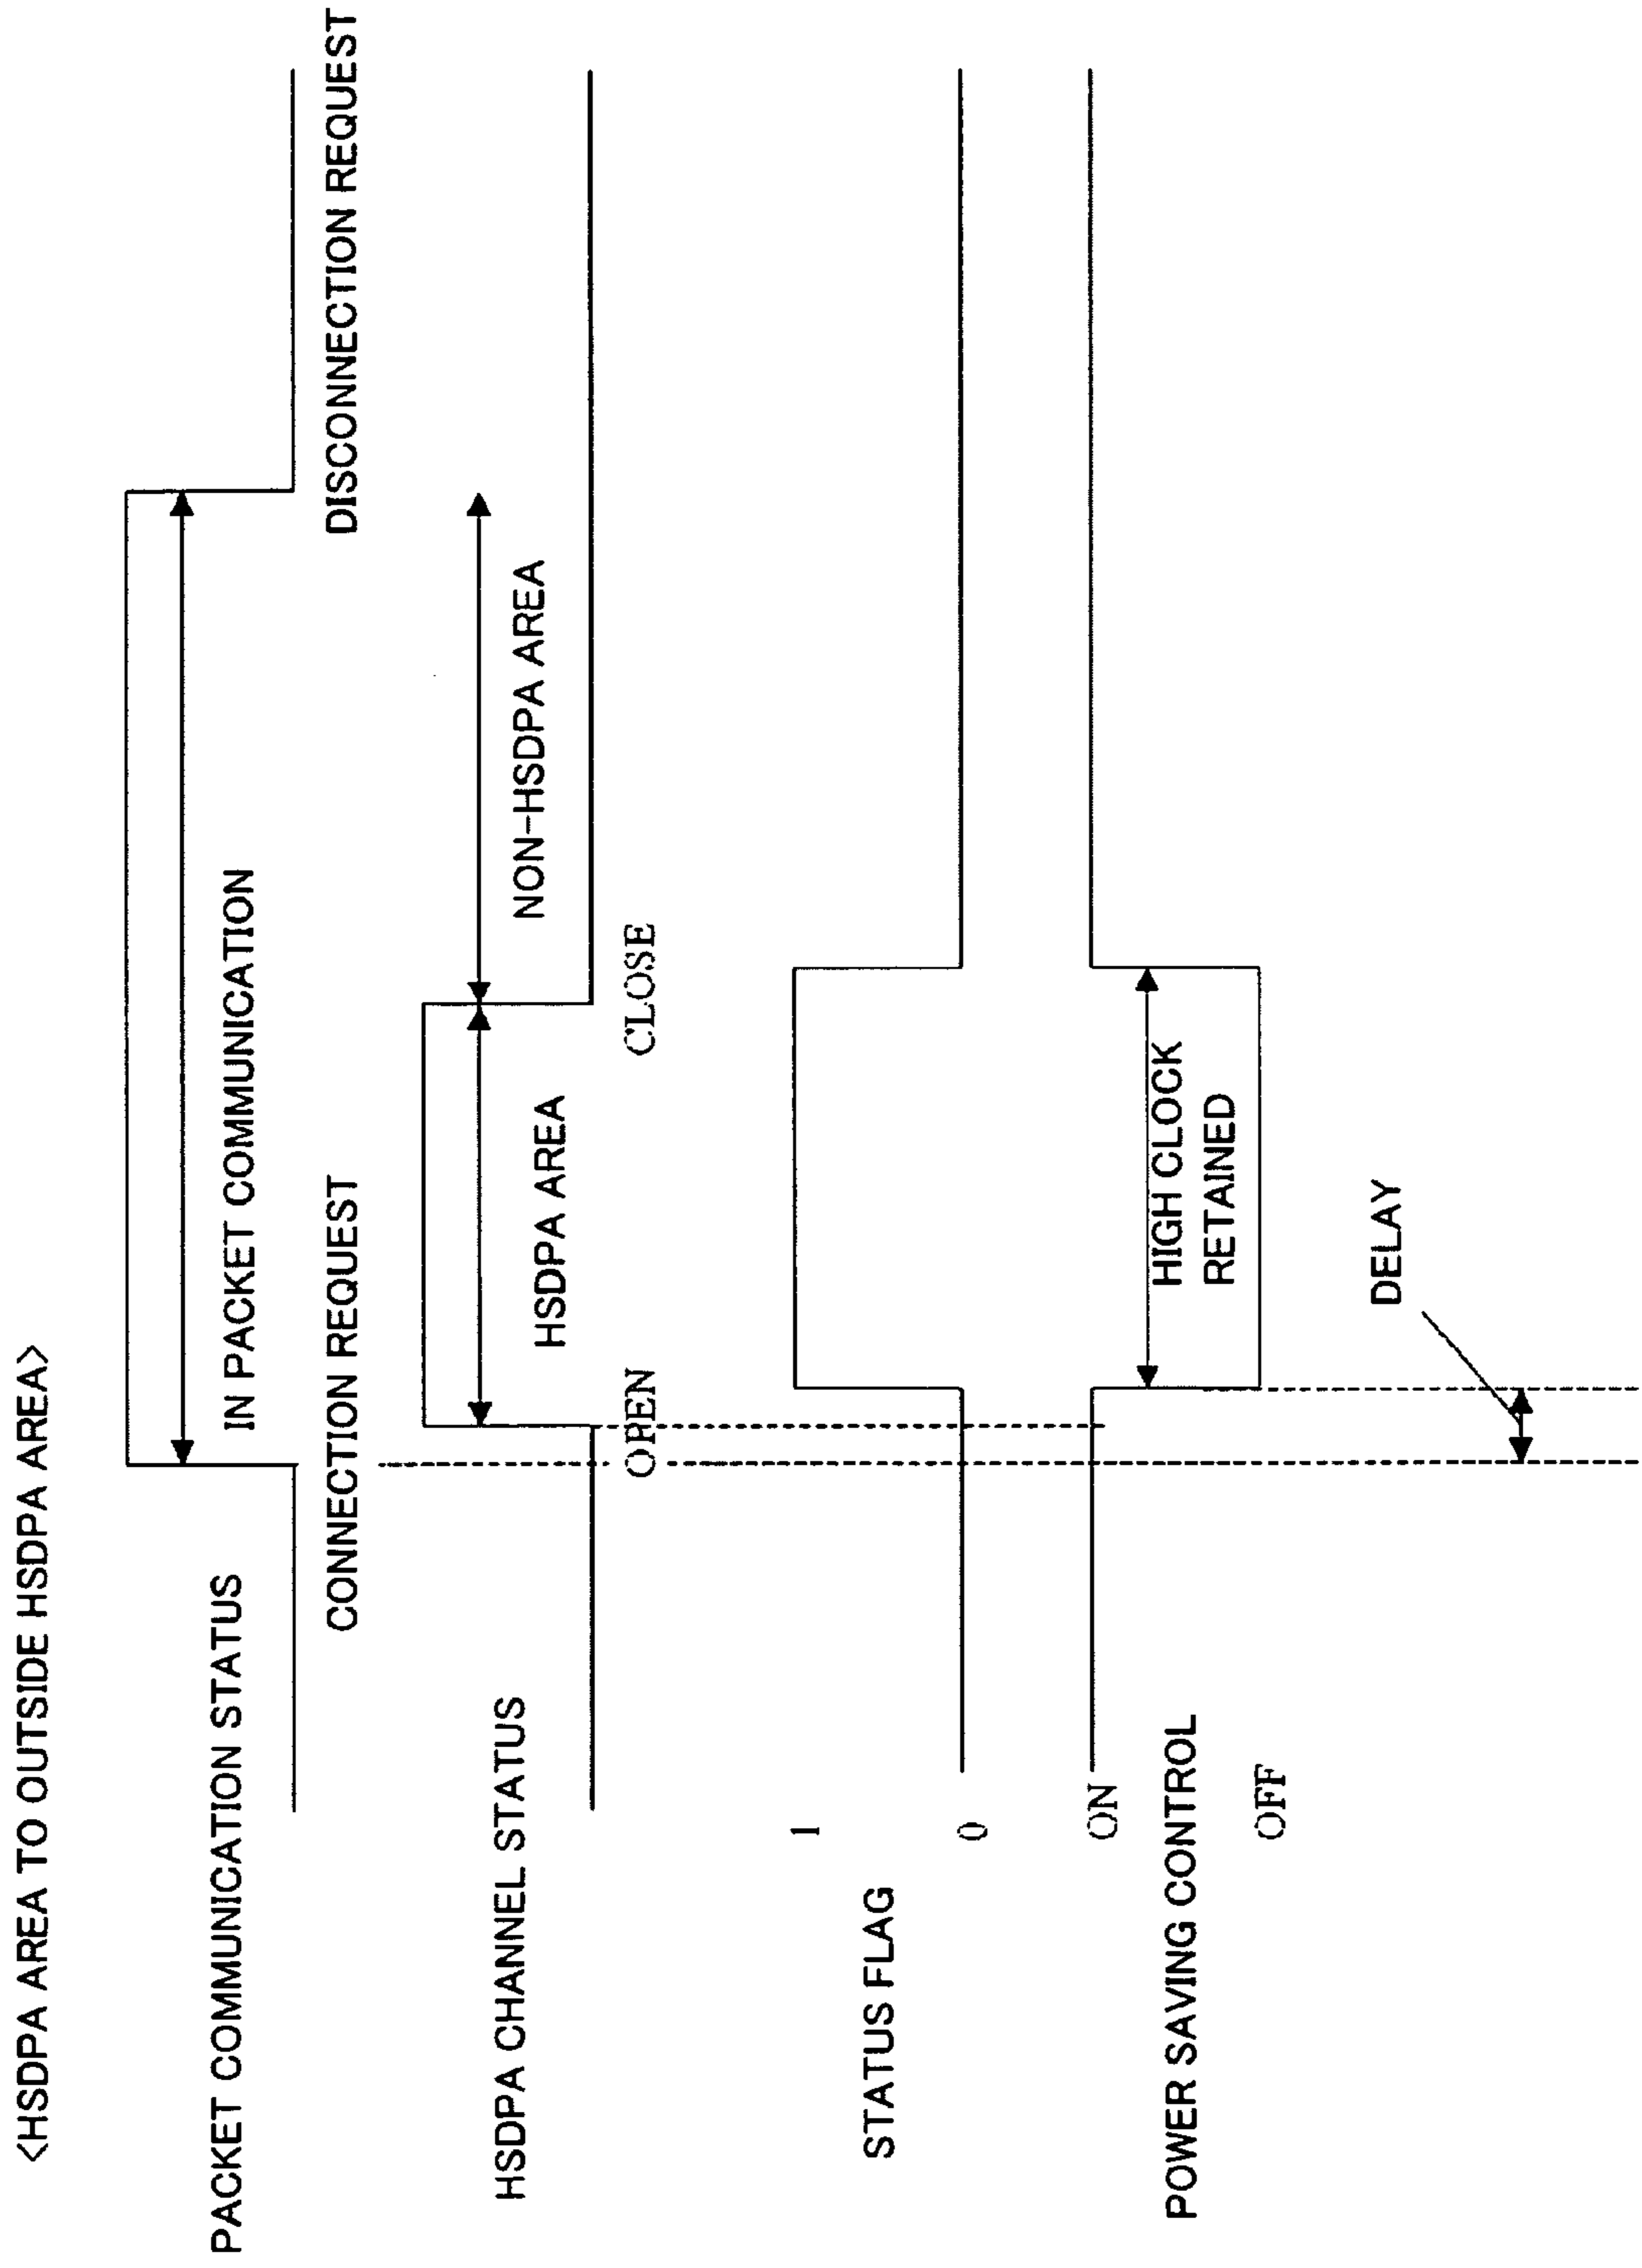 <HSDPA AREA TO OUTSIDE HSDPA AREA>
PACKET COMMUNICATION STATUS
IN PACKET COMMUNICATION
CONNECTION REQUEST
DISCONNECTION REQUEST
HSDPA CHANNEL STATUS
HSDPA AREA
NON-HSDPA AREA
OPEN
CLOSE
STATUS FLAG
1
0
POWER SAVING CONTROL
ON
OFF
HIGH CLOCK
RETAINED
DELAY